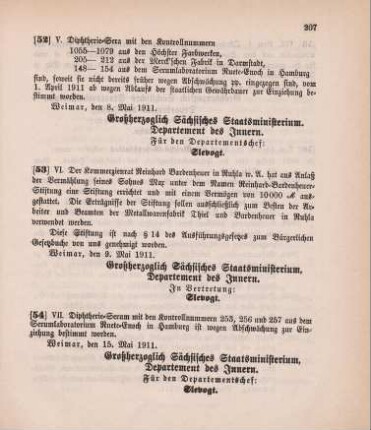 207
[52] V. Diphtherie-Sera mit den Kontrollnummern
1055—1079 aus den Höchster Farbwerken,
205— 212 aus der Merck'schen Fabrik in Darmstadt,
148— 154 aus dem Serumlaboratorium Ruete-Enoch in Hamburg
sind, soweit sie nicht bereits früher wegen Abschwächung pp. eingezogen sind, vom
1. April 1911 ab wegen Ablaufs der staatlichen Gewährdauer zur Einziehung be-
stimmt worden.
Weimar, den 8. Mai 1911.
Großherzoglich Sächsisches Staatsministerium.
Departement des Innern.
Für den Departementschef:
Slevogt.
[53] VI. Der Kommerzienrat Reinhard Bardenheuer in Ruhla w. A. hat aus Anlaß
der Vermählung seines Sohnes Max unter dem Namen Reinhard-Bardenheuer-
Stiftung eine Stiftung errichtet und mit einem Vermögen von 10000 ℳ aus-
gestattet. Die Erträgnisse der Stiftung sollen ausschließlich zum Besten der Ar-
beiter und Beamten der Metallwarenfabrik Thiel und Bardenheuer in Ruhla
verwendet werden.
Diese Stiftung ist nach § 14 des Ausführungsgesetzes zum Bürgerlichen
Gesetzbuch von uns genehmigt worden.
Weimar, den 9. Mai 1911.
Großherzoglich Sächsisches Staatsministerium,
Departement des Innern.
In Vertretung:
Slevogt.
[54] VII. Diphtherie-Serum mit den Kontrollnummern 253, 256 und 257 aus dem
Serumlaboratorium Ruete-Enoch in Hamburg ist wegen Abschwächung zur Ein-
ziehung bestimmt worden.
Weimar, den 15. Mai 1911.
Großherzoglich Sächsisches Staatsministerium,
Departement des Innern.
Für den Departementschef:
Slevogt.